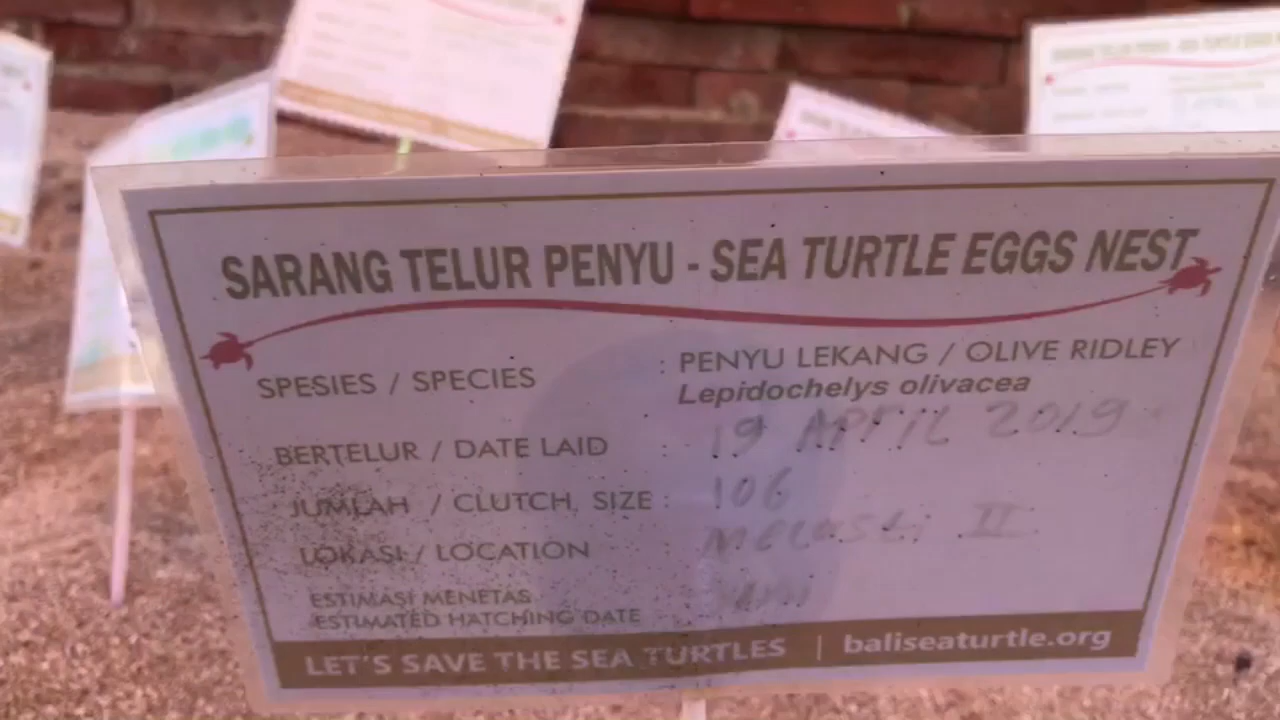 SARANG TELUR PENYU - SEA TURTLE EGGS NEST
SPESIES / SPECIES : PENYU LEKANG / OLIVE RIDLEY
Lepidochelys olivacea
BERTELUR / DATE LAID : 19 APRIL 2019
JUMLAH / CLUTCH SIZE : 106
LOKASI / LOCATION : MELASTI II
ESTIMASI MENETAS
ESTIMATED HATCHING DATE :
LET'S SAVE THE SEA TURTLES | baliseaturtle.org